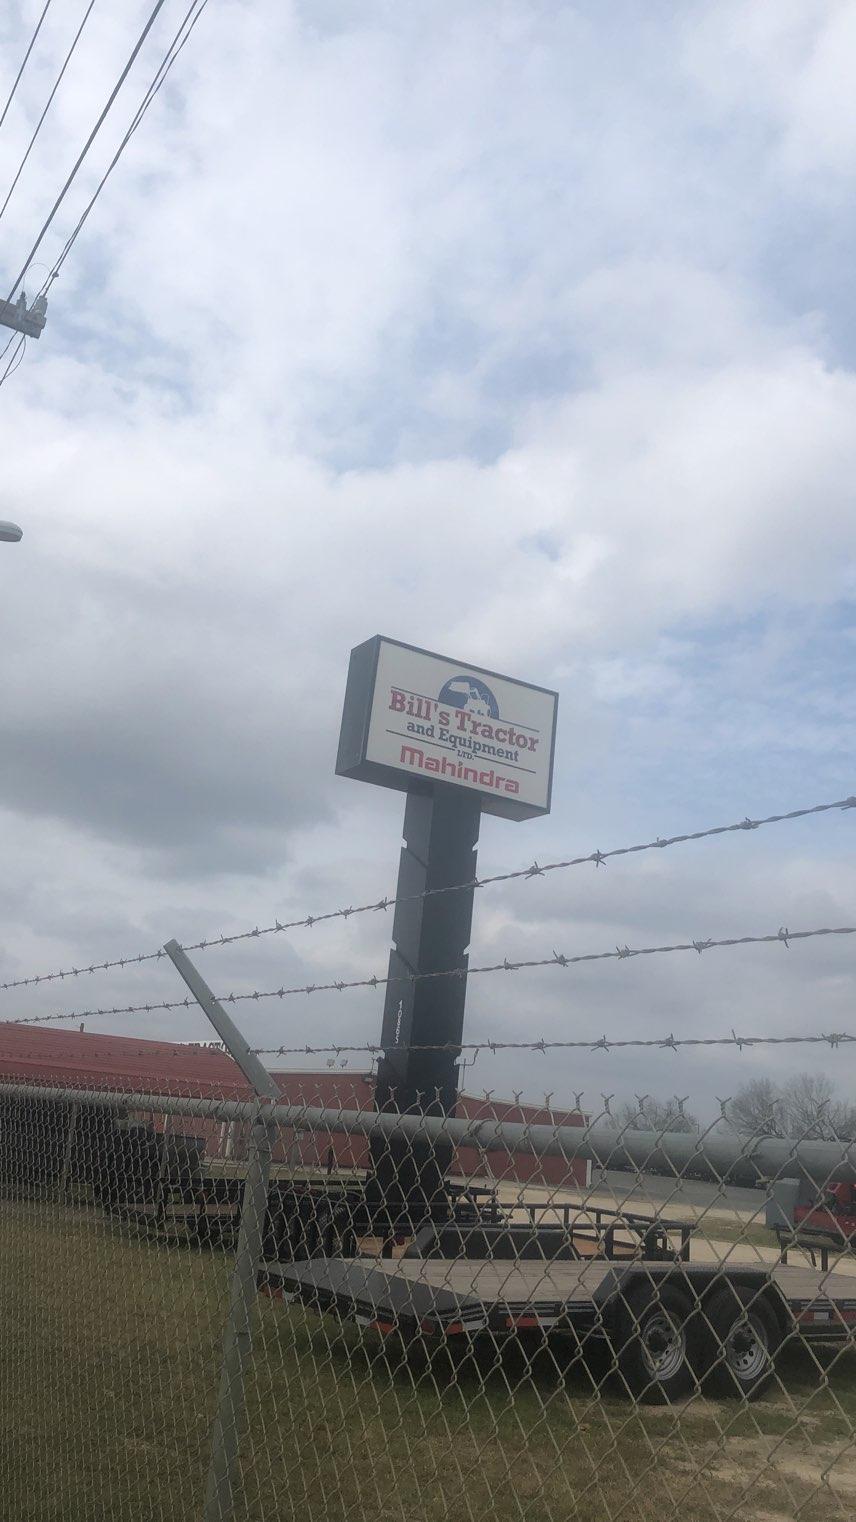 Bill's Tractor
and Equipment
LTD.
Mahindra